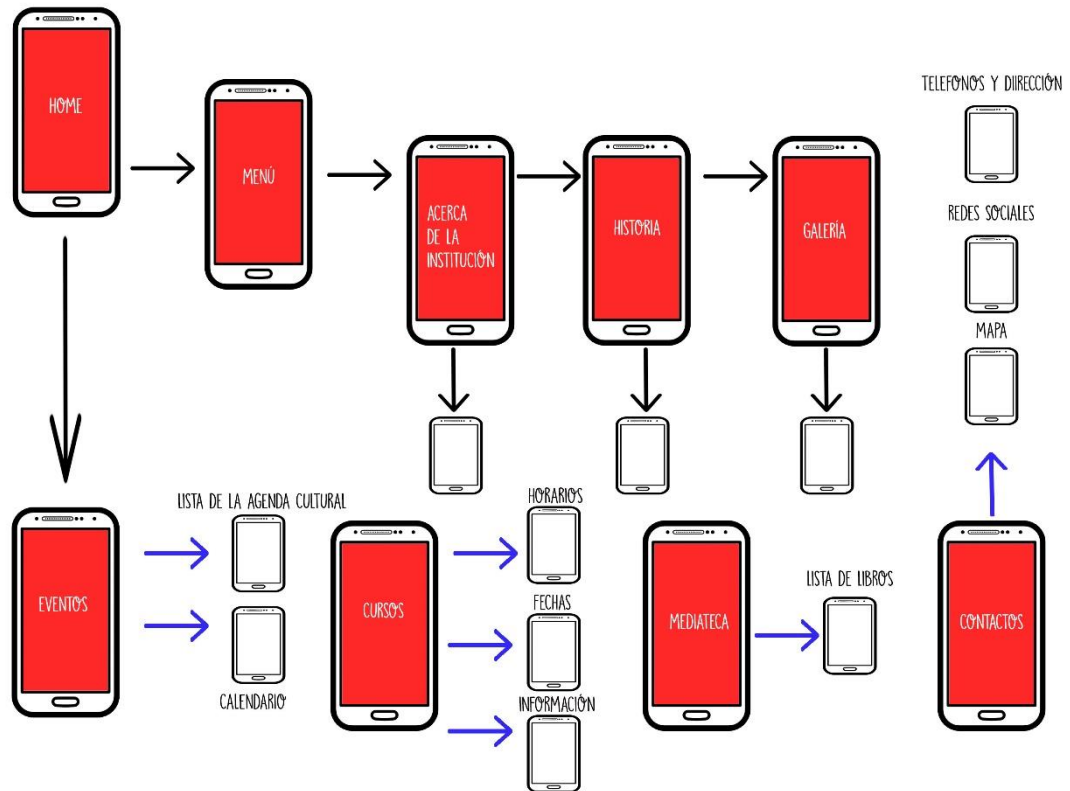 HOME
MENÚ
ACERCA
DE LA
INSTITUCIÓN
HISTORIA
GALERÍA
TELEFONOS Y DIIRECCIÓN
REDES SOCIALES
MAPA
EVENTOS
LISTA DE LA AGENDA CULTURAL
CALENDARIO
CURSOS
HORARIOS
FECHAS
INFORMACIÓN
MEDIATECA
LISTA DE LIBROS
CONTACTOS